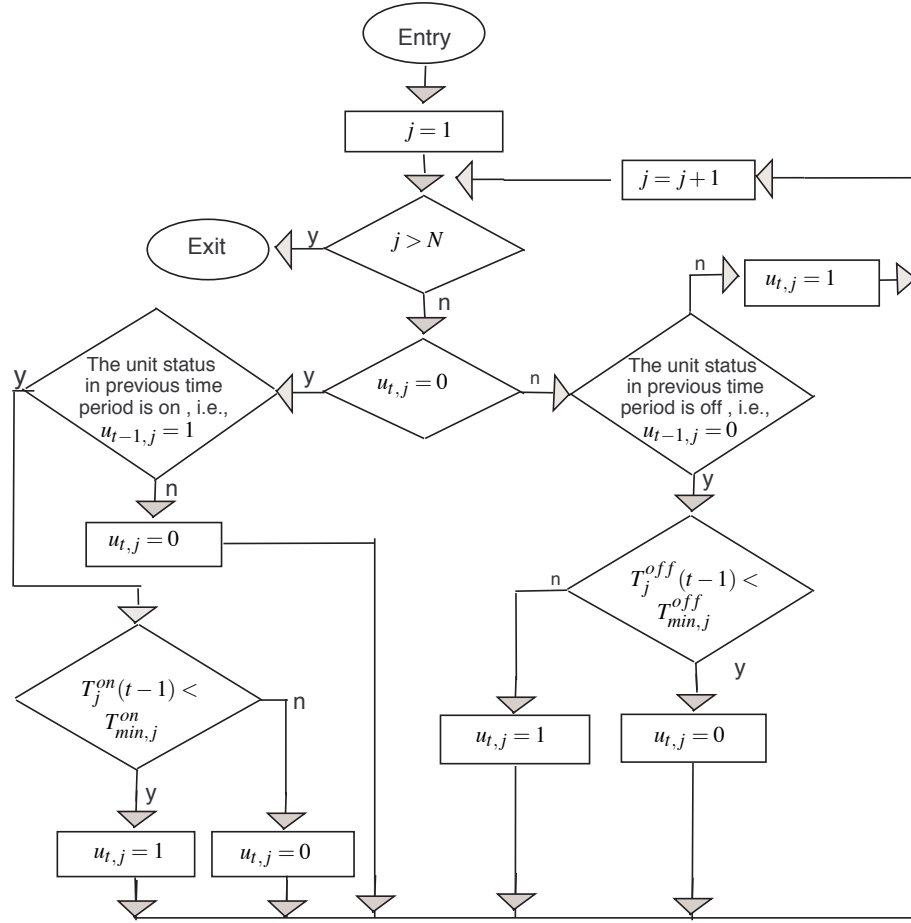 Entry
j = 1
j = j + 1
j > N
y
Exit
n
n
u_{t,j} = 1
u_{t,j} = 0
y
n
The unit status
in previous time
period is on , i.e.,
u_{t−1,j} = 1
y
n
The unit status
in previous time
period is off , i.e.,
u_{t−1,j} = 0
y
u_{t,j} = 0
T_j^{off}(t−1) <
T_{min,j}^{off}
n
y
T_j^{on}(t−1) <
T_{min,j}^{on}
n
y
u_{t,j} = 1
u_{t,j} = 0
u_{t,j} = 1
u_{t,j} = 0